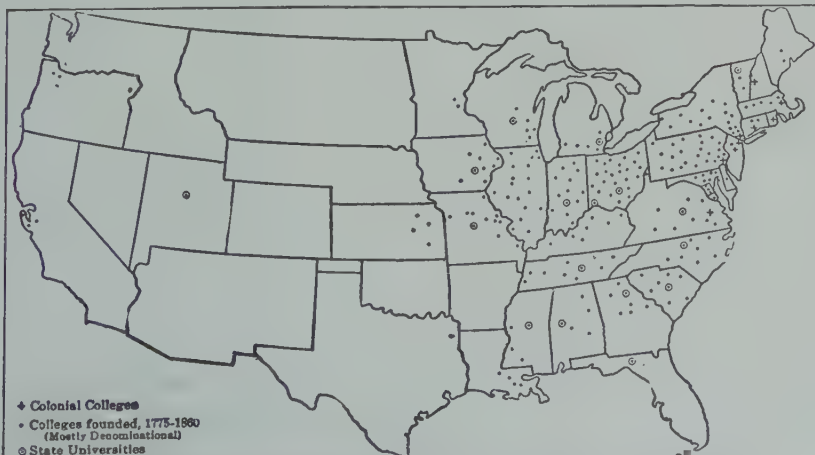 + Colonial Colleges
• Colleges founded, 1775-1860
(Mostly Denominational)
⊙ State Universities